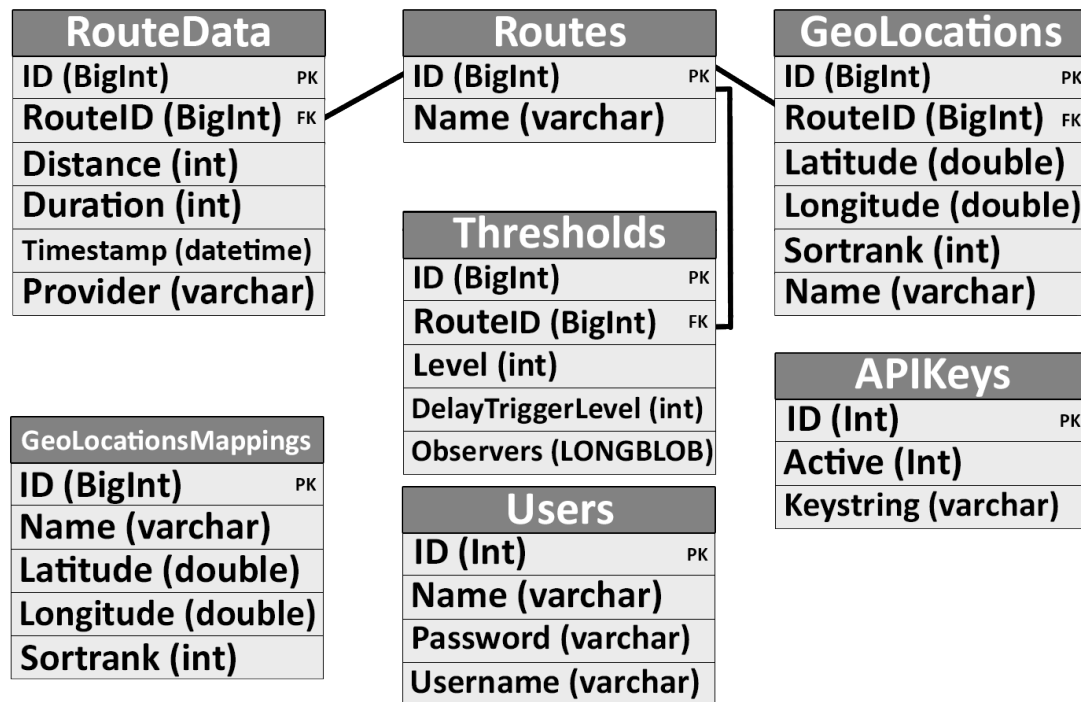 RouteData
ID (BigInt) PK
RouteID (BigInt) FK
Distance (int)
Duration (int)
Timestamp (datetime)
Provider (varchar)
Routes
ID (BigInt) PK
Name (varchar)
GeoLocations
ID (BigInt) PK
RouteID (BigInt) FK
Latitude (double)
Longitude (double)
Sortrank (int)
Name (varchar)
Thresholds
ID (BigInt) PK
RouteID (BigInt) FK
Level (int)
DelayTriggerLevel (int)
Observers (LONGBLOB)
APIKeys
ID (Int) PK
Active (Int)
Keystring (varchar)
GeoLocationsMappings
ID (BigInt) PK
Name (varchar)
Latitude (double)
Longitude (double)
Sortrank (int)
Users
ID (Int) PK
Name (varchar)
Password (varchar)
Username (varchar)